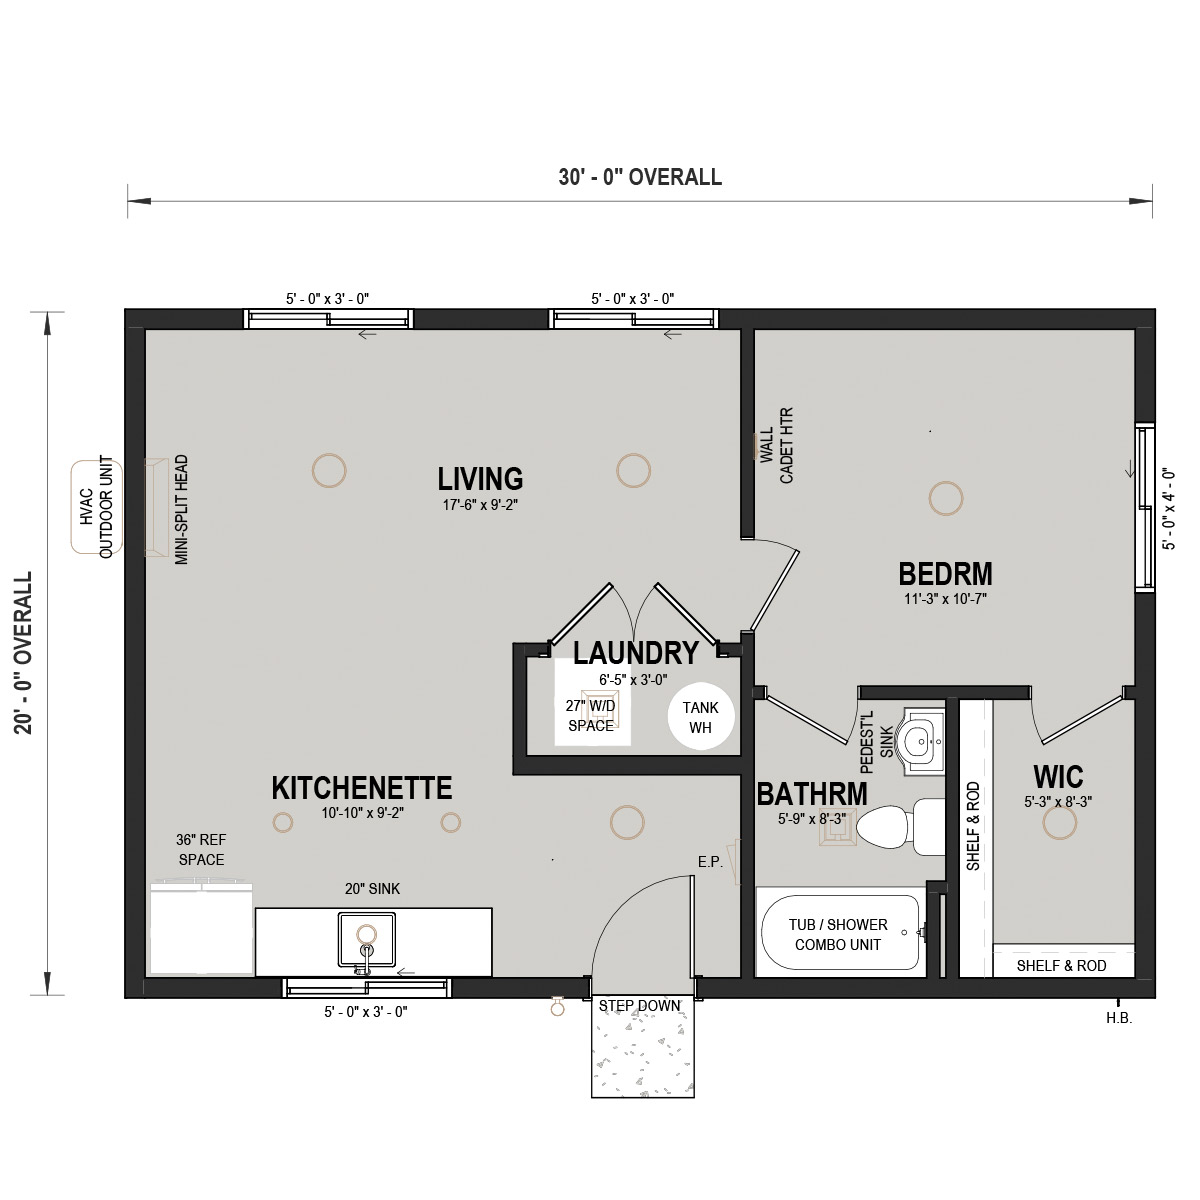 30' - 0" OVERALL
5' - 0" x 3' - 0"
5' - 0" x 3' - 0"
20' - 0" OVERALL
HVAC
OUTDOOR UNIT
MINI-SPLIT HEAD
LIVING
17'-6" x 9'-2"
WALL
CADET HTR
5' - 0" x 4' - 0"
BEDRM
11'-3" x 10'-7"
LAUNDRY
6'-5" x 3'-0"
27" W/D
SPACE
TANK
WH
PEDEST'L
SINK
KITCHENETTE
10'-10" x 9'-2"
BATHRM
5'-9" x 8'-3"
WIC
5'-3" x 8'-3"
SHELF & ROD
36" REF
SPACE
E.P.
20" SINK
TUB / SHOWER
COMBO UNIT
SHELF & ROD
5' - 0" x 3' - 0"
STEP DOWN
H.B.